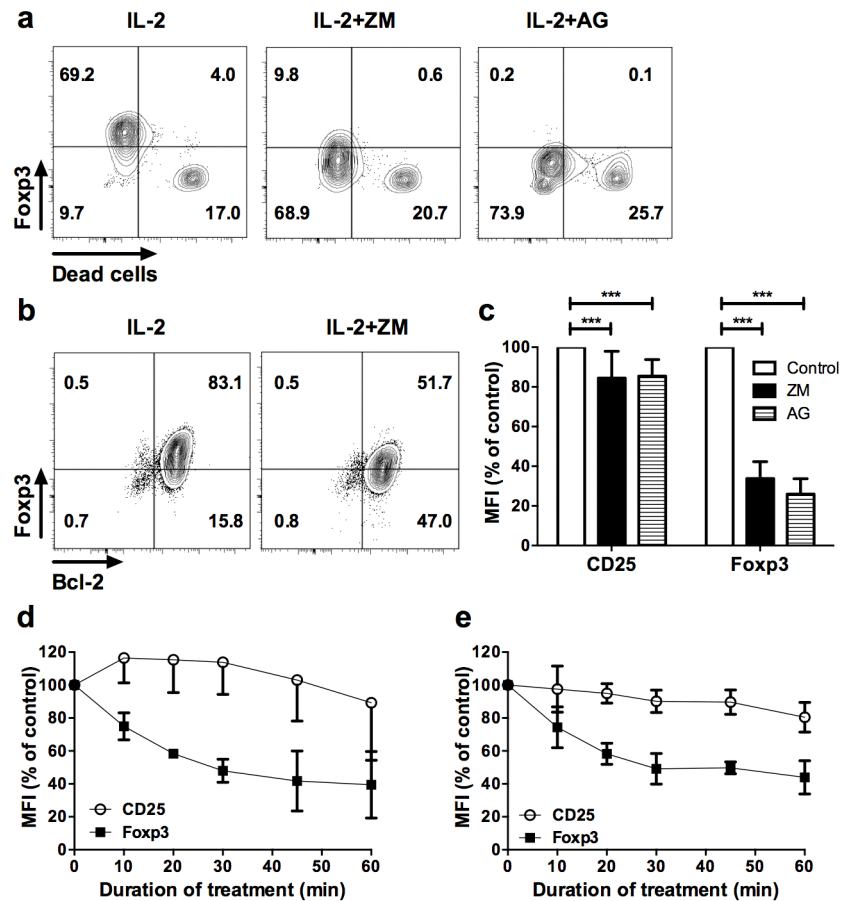 a
IL-2 IL-2+ZM IL-2+AG
69.2 4.0 9.8 0.6 0.2 0.1
Foxp3
9.7 17.0 68.9 20.7 73.9 25.7
Dead cells
b
IL-2 IL-2+ZM
0.5 83.1 0.5 51.7
Foxp3
0.7 15.8 0.8 47.0
Bcl-2
c
*** ***
*** ***
MFI (% of control)
100
80
60
40
20
0
Control
ZM
AG
CD25 Foxp3
d
MFI (% of control)
120
100
80
60
40
20
0
CD25
Foxp3
0 10 20 30 40 50 60
Duration of treatment (min)
e
MFI (% of control)
120
100
80
60
40
20
0
CD25
Foxp3
0 10 20 30 40 50 60
Duration of treatment (min)